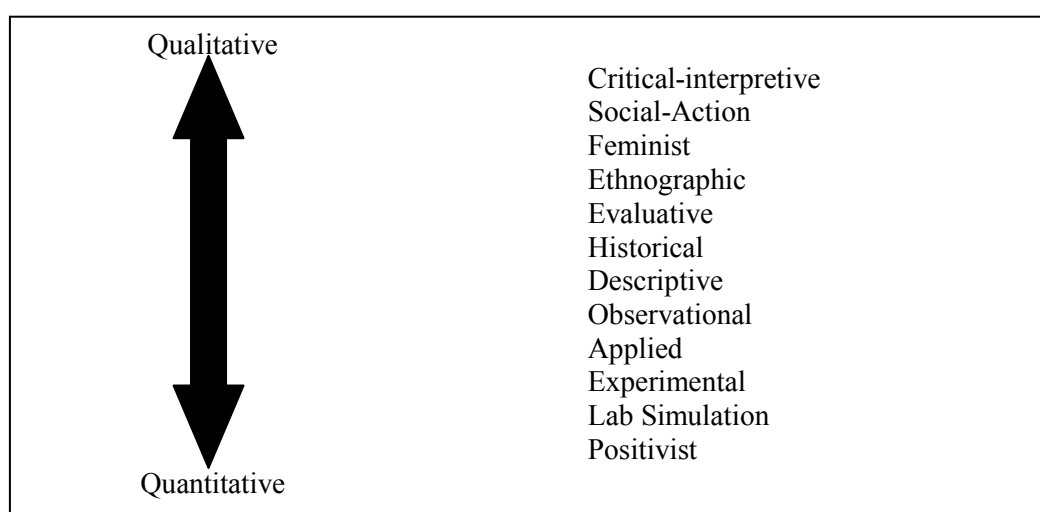 Qualitative
Critical-interpretive
Social-Action
Feminist
Ethnographic
Evaluative
Historical
Descriptive
Observational
Applied
Experimental
Lab Simulation
Positivist
Quantitative